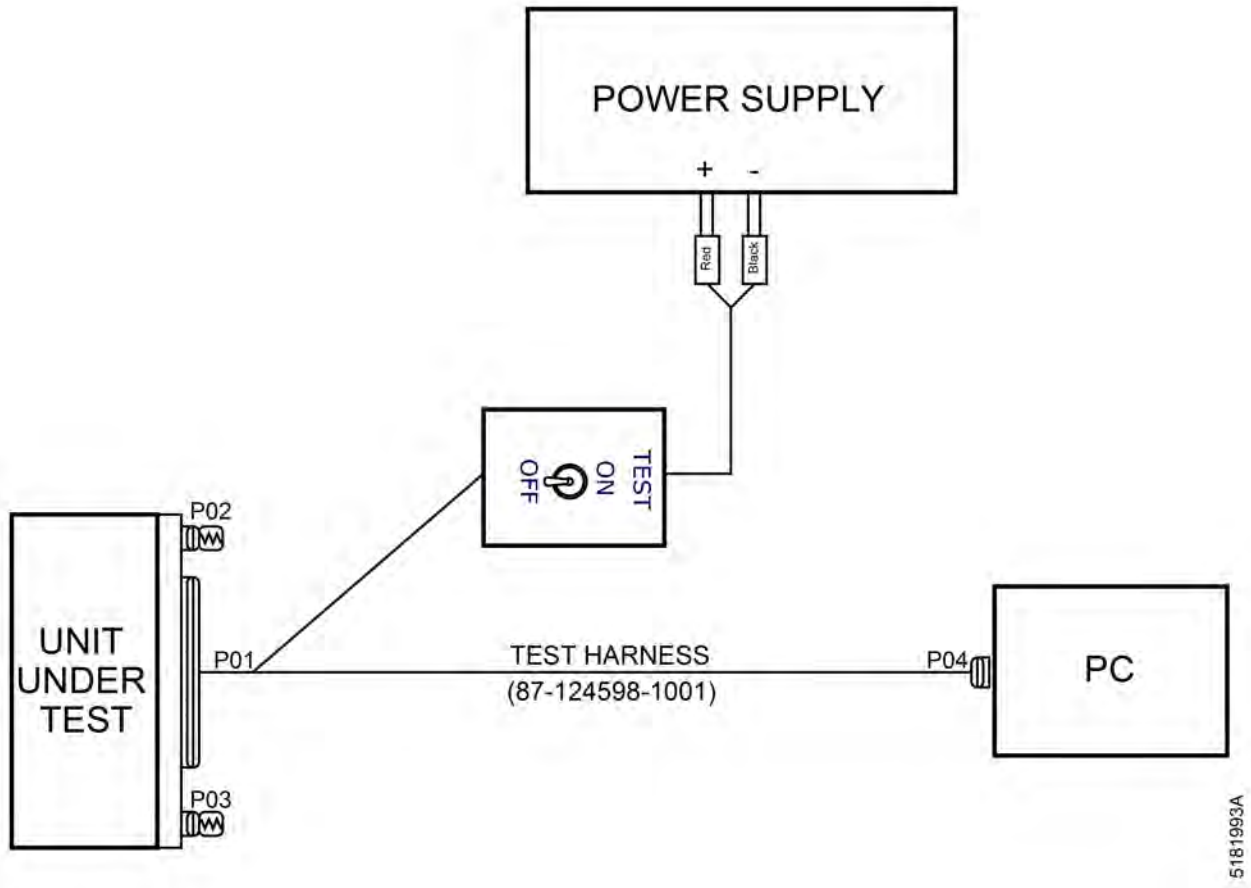 POWER SUPPLY
+ -
Red
Black
TEST
ON
OFF
P02
UNIT
UNDER
TEST
P01
TEST HARNESS
(87-124598-1001)
P04
PC
P03
5181993A